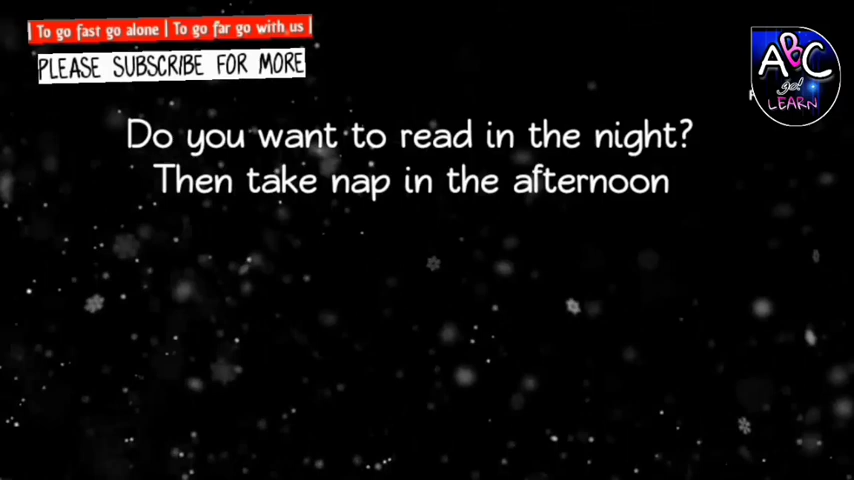 | To go fast go alone | To go far go with us |
PLEASE SUBSCRIBE FOR MORE
ABC
go!
LEARN
Do you want to read in the night?
Then take nap in the afternoon